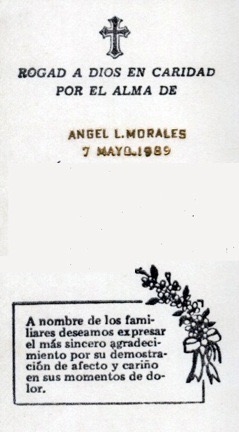 ROGAD A DIOS EN CARIDAD
POR EL ALMA DE
ANGEL L. MORALES
7 MAYO.1989
A nombre de los fami-
liares deseamos expresar
el más sincero agradeci-
miento por su demostra-
ción de afecto y cariño
en sus momentos de do-
lor.